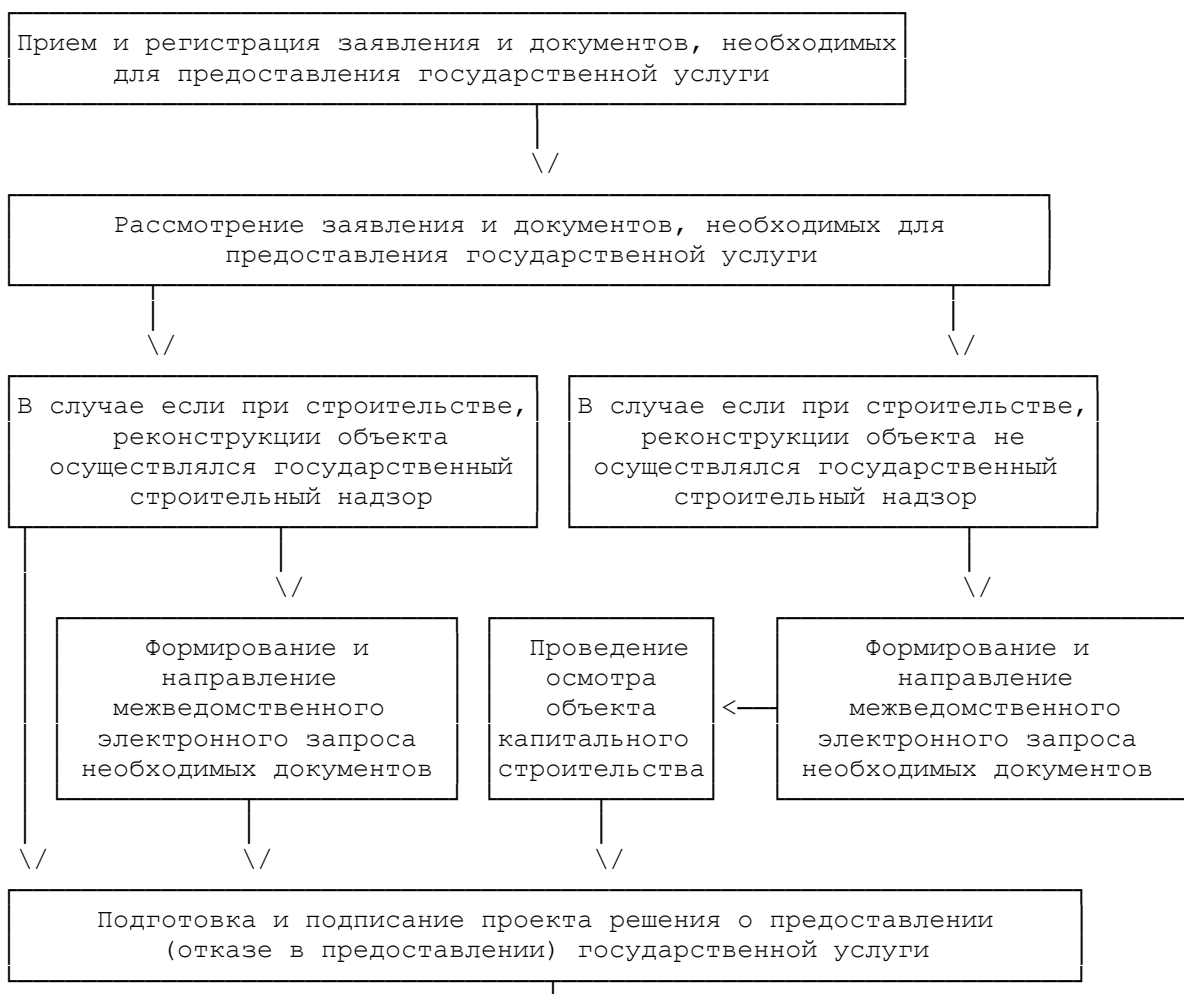 Прием и регистрация заявления и документов, необходимых
для предоставления государственной услуги
\/
Рассмотрение заявления и документов, необходимых для
предоставления государственной услуги
\/
\/
В случае если при строительстве,
реконструкции объекта
осуществлялся государственный
строительный надзор
В случае если при строительстве,
реконструкции объекта не
осуществлялся государственный
строительный надзор
\/
\/
Формирование и
направление
межведомственного
электронного запроса
необходимых документов
Проведение
осмотра
объекта
капитального
строительства
<
Формирование и
направление
межведомственного
электронного запроса
необходимых документов
\/
\/
\/
Подготовка и подписание проекта решения о предоставлении
(отказе в предоставлении) государственной услуги